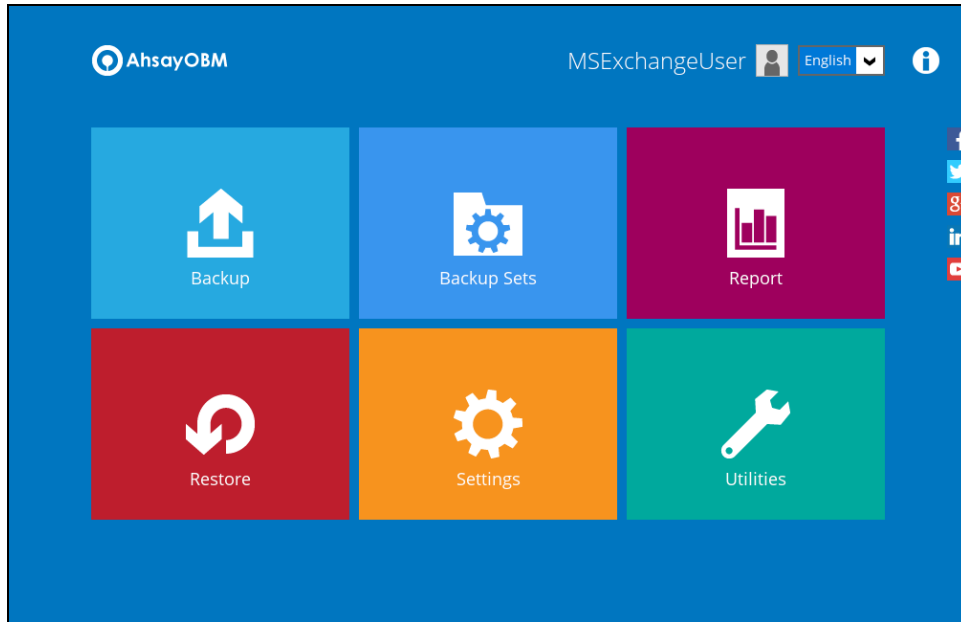 AhsayOBM
MSExchangeUser English
Backup Backup Sets Report
Restore Settings Utilities